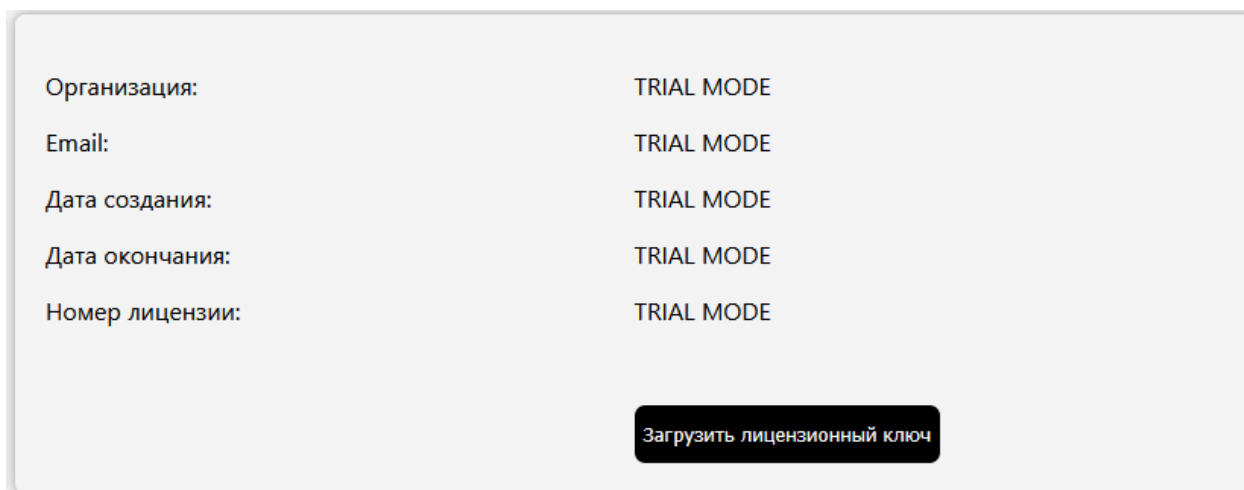 Организация: TRIAL MODE
Email: TRIAL MODE
Дата создания: TRIAL MODE
Дата окончания: TRIAL MODE
Номер лицензии: TRIAL MODE
Загрузить лицензионный ключ